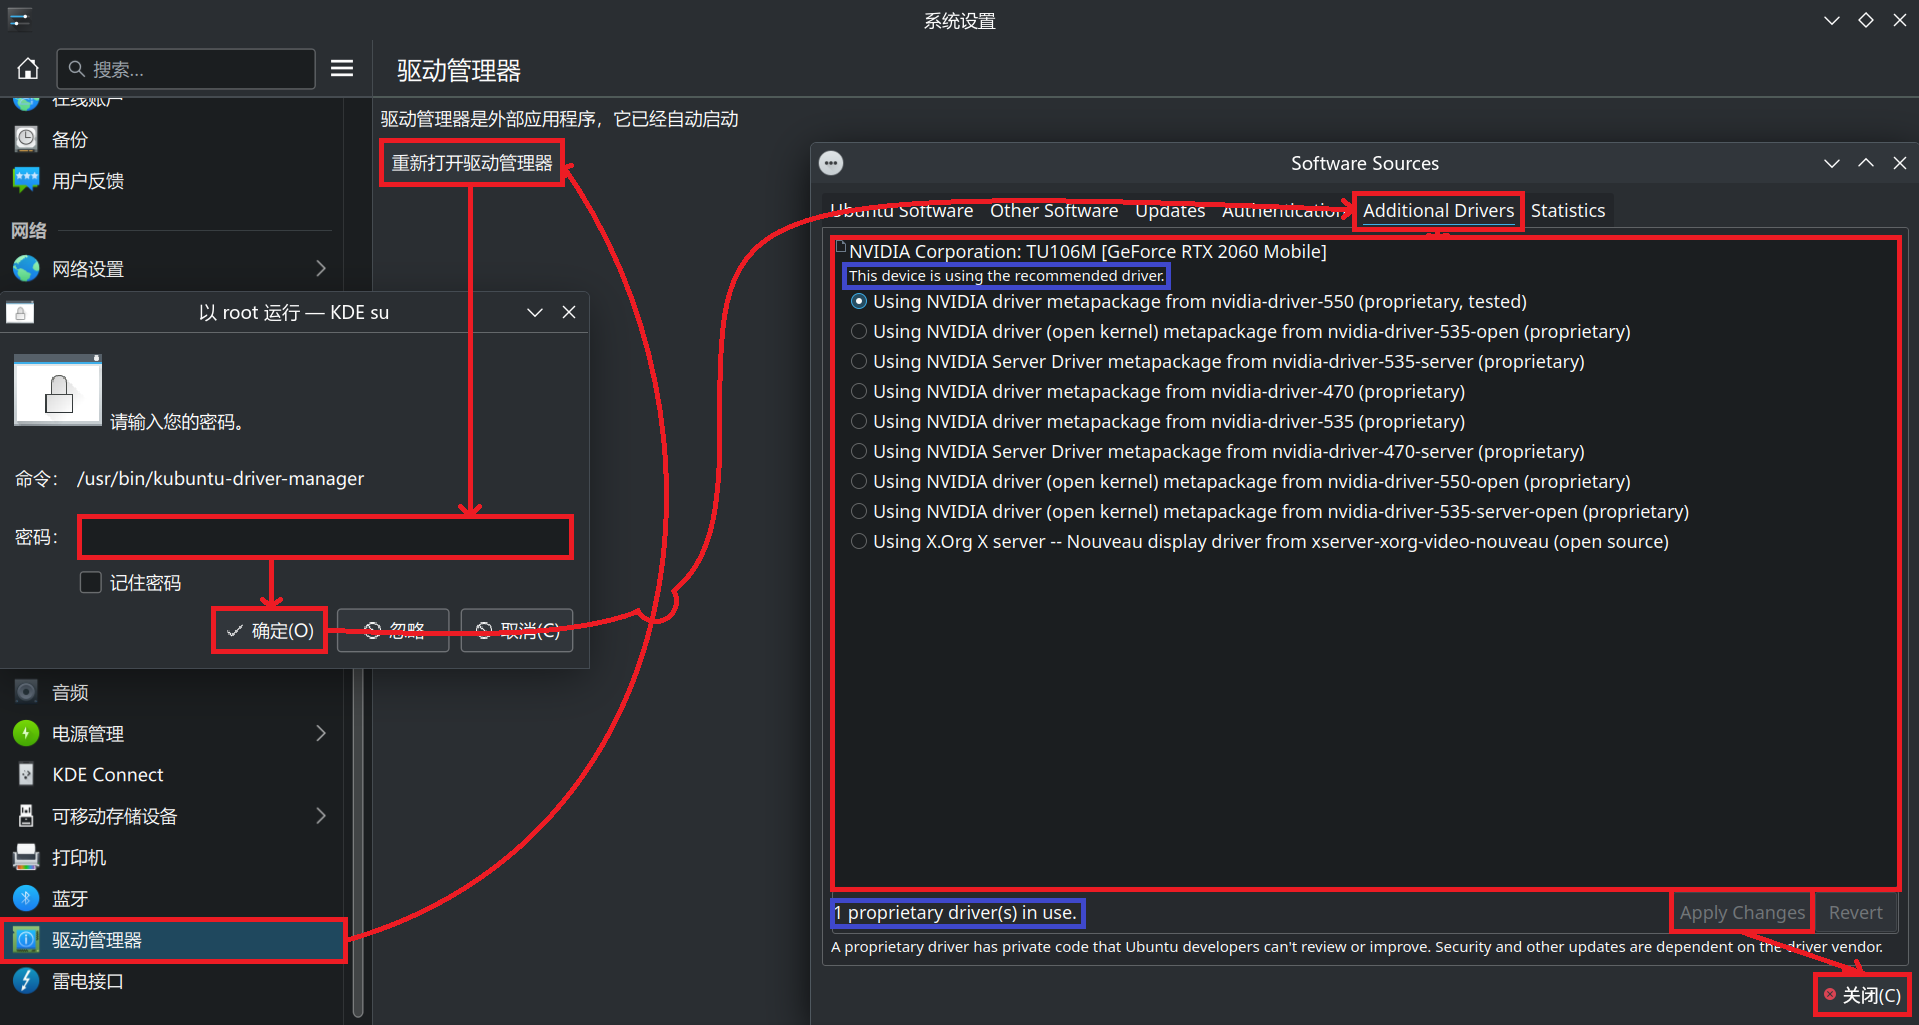 系统设置
搜索...
驱动管理器
在线账户
备份
用户反馈
网络
网络设置
驱动管理器是外部应用程序，它已经自动启动
重新打开驱动管理器
以 root 运行 — KDE su
请输入您的密码。
命令： /usr/bin/kubuntu-driver-manager
密码：
记住密码
确定(O)
忽略
取消(C)
音频
电源管理
KDE Connect
可移动存储设备
打印机
蓝牙
驱动管理器
雷电接口
Software Sources
Ubuntu Software Other Software Updates Authentication Additional Drivers Statistics
NVIDIA Corporation: TU106M [GeForce RTX 2060 Mobile]
This device is using the recommended driver.
Using NVIDIA driver metapackage from nvidia-driver-550 (proprietary, tested)
Using NVIDIA driver (open kernel) metapackage from nvidia-driver-535-open (proprietary)
Using NVIDIA Server Driver metapackage from nvidia-driver-535-server (proprietary)
Using NVIDIA driver metapackage from nvidia-driver-470 (proprietary)
Using NVIDIA driver metapackage from nvidia-driver-535 (proprietary)
Using NVIDIA Server Driver metapackage from nvidia-driver-470-server (proprietary)
Using NVIDIA driver (open kernel) metapackage from nvidia-driver-550-open (proprietary)
Using NVIDIA driver (open kernel) metapackage from nvidia-driver-535-server-open (proprietary)
Using X.Org X server -- Nouveau display driver from xserver-xorg-video-nouveau (open source)
1 proprietary driver(s) in use.
Apply Changes
Revert
A proprietary driver has private code that Ubuntu developers can't review or improve. Security and other updates are dependent on the driver vendor.
关闭(C)